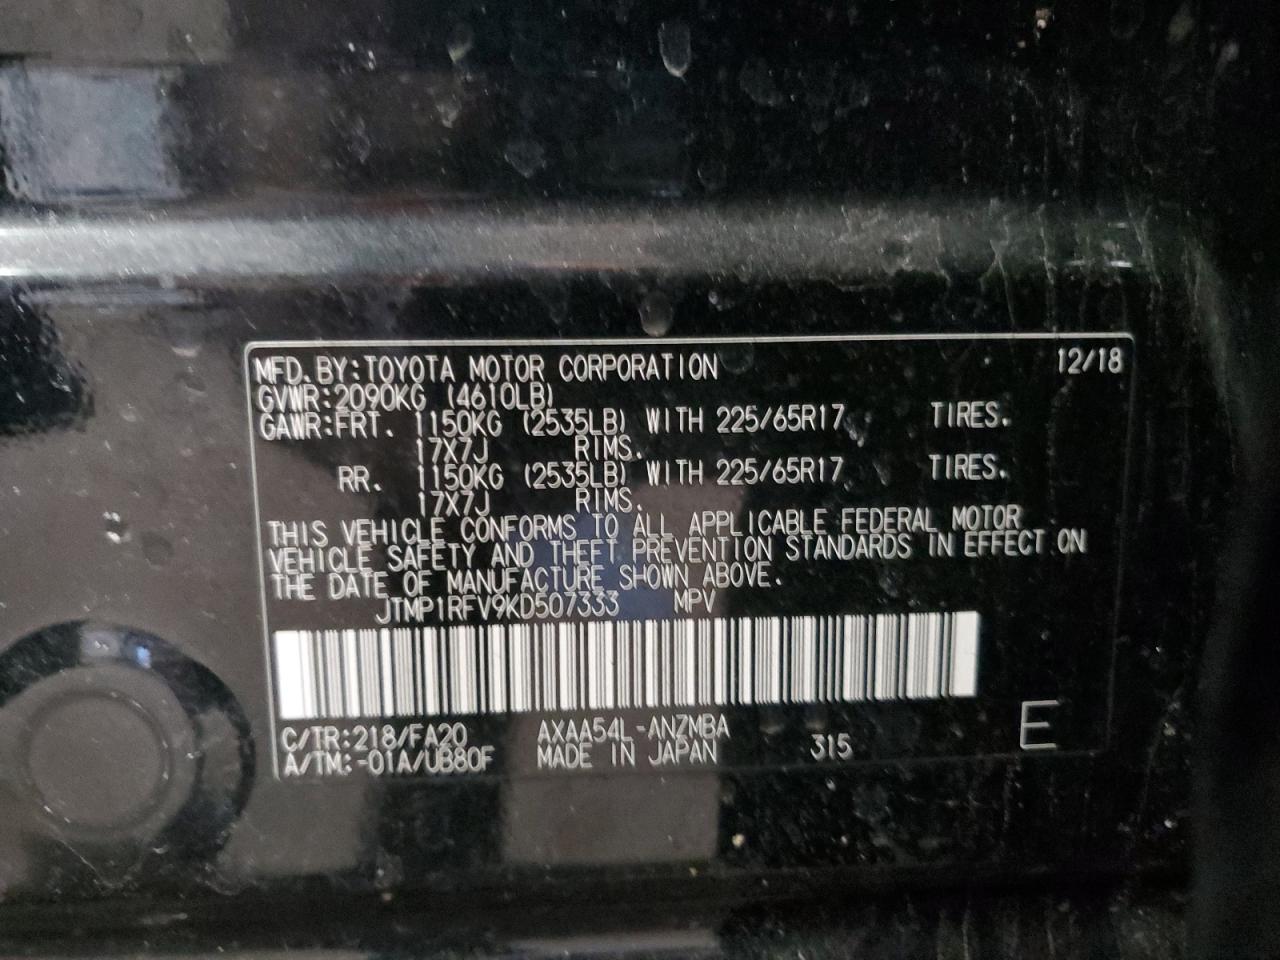 MFD. BY: TOYOTA MOTOR CORPORATION 12/18
GVWR: 2090KG (4610LB)
GAWR: FRT. 1150KG (2535LB) WITH 225/65R17 TIRES.
17X7J RIMS.
RR. 1150KG (2535LB) WITH 225/65R17 TIRES.
17X7J RIMS.
THIS VEHICLE CONFORMS TO ALL APPLICABLE FEDERAL MOTOR
VEHICLE SAFETY AND THEFT PREVENTION STANDARDS IN EFFECT ON
THE DATE OF MANUFACTURE SHOWN ABOVE.
JTMP1RFV9KD507333 MPV
C/TR: 218/FA20 AXAA54L-ANZMBA
A/TM: -01A/UB80F MADE IN JAPAN 315 E